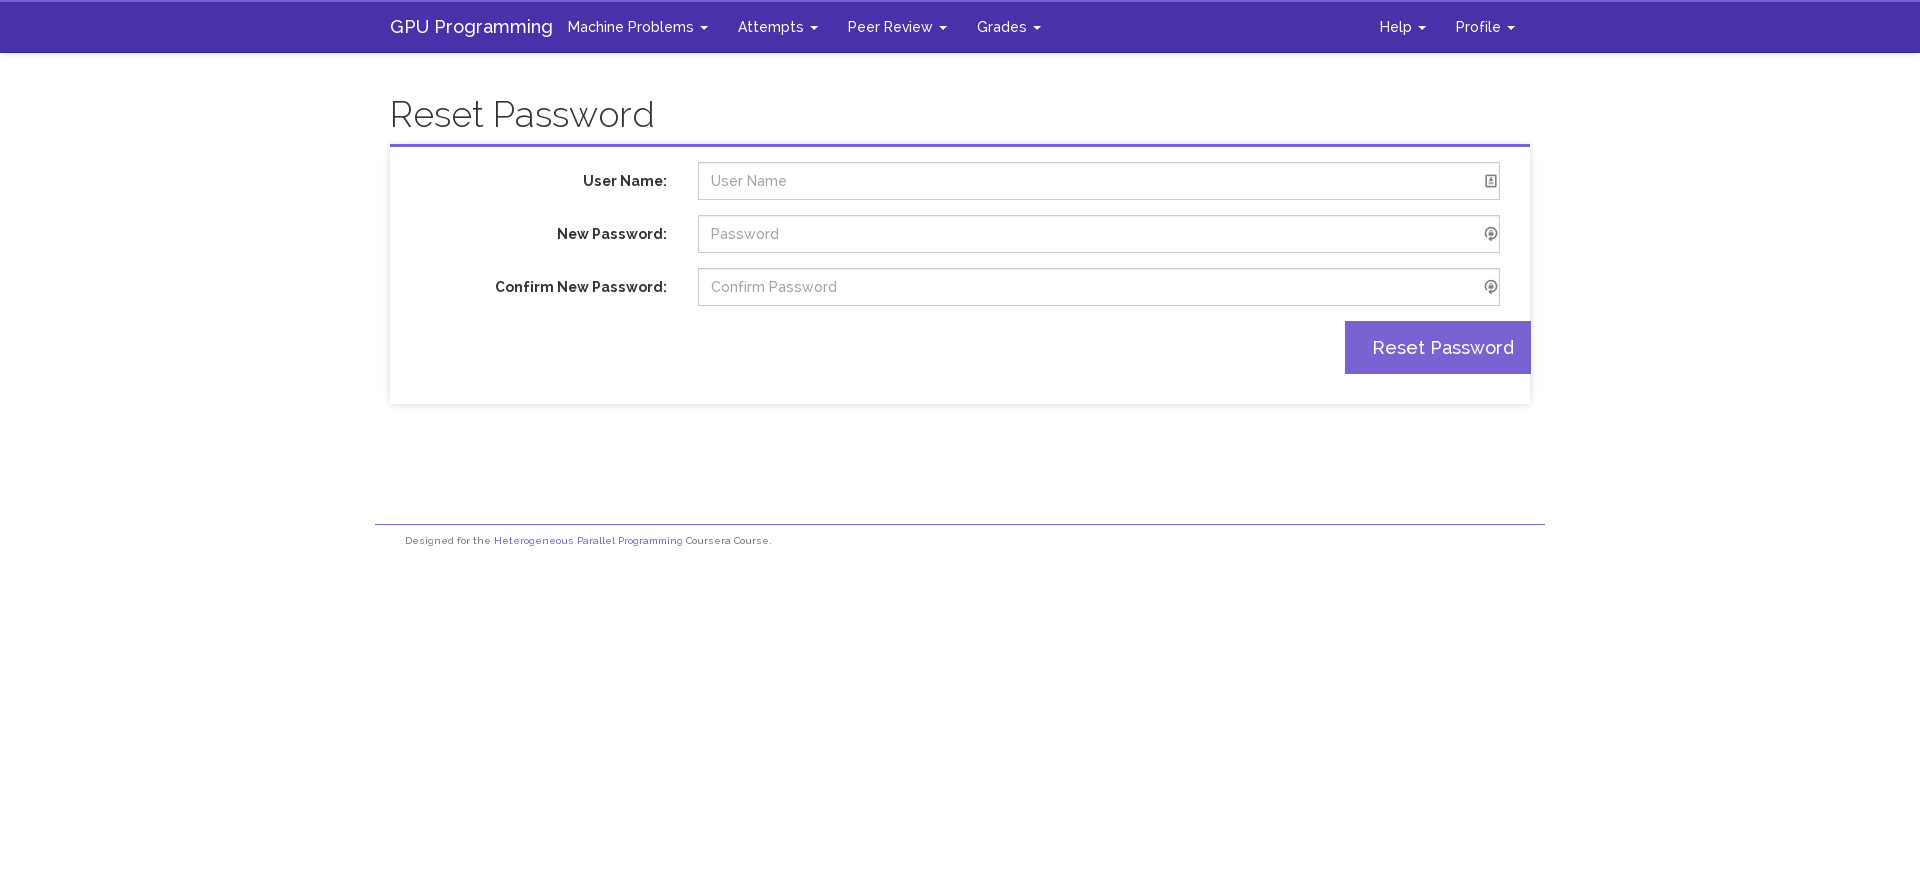 GPU Programming Machine Problems Attempts Peer Review Grades Help Profile
Reset Password
User Name: User Name
New Password: Password
Confirm New Password: Confirm Password
Reset Password
Designed for the Heterogeneous Parallel Programming Coursera Course.